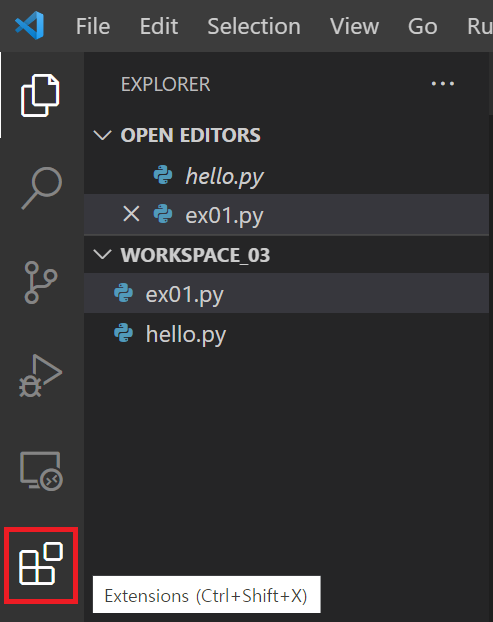 File Edit Selection View Go Ru
EXPLORER ...
OPEN EDITORS
hello.py
ex01.py
WORKSPACE_03
ex01.py
hello.py
Extensions (Ctrl+Shift+X)